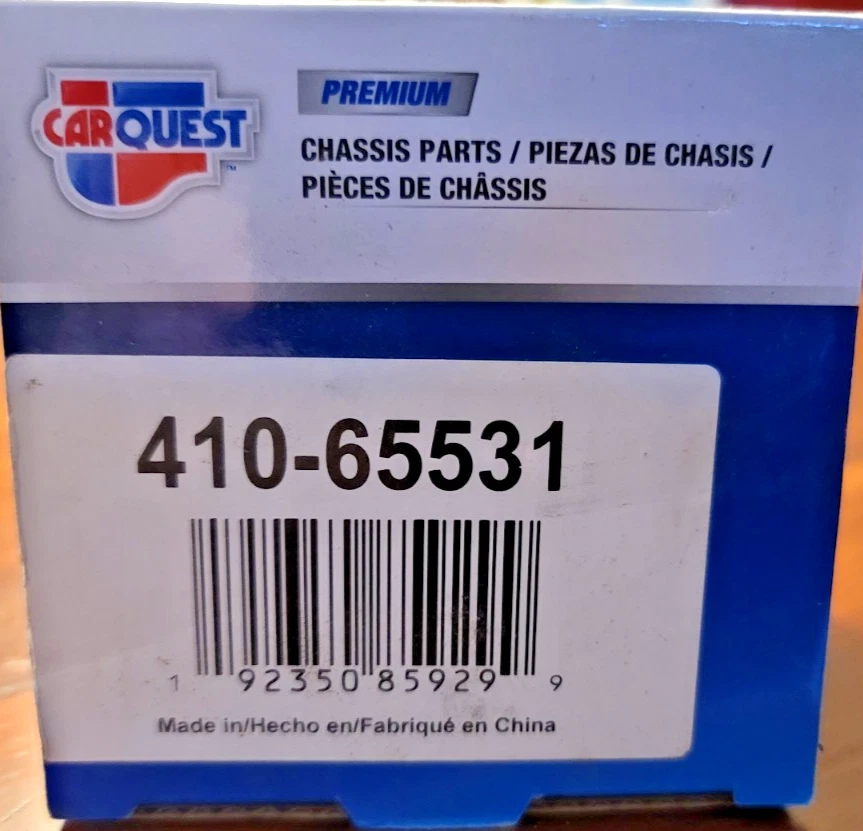 CARQUEST
TM
PREMIUM
CHASSIS PARTS / PIEZAS DE CHASIS /
PIÈCES DE CHÂSSIS
410-65531
1 92350 85929 9
Made in/Hecho en/Fabriqué en China